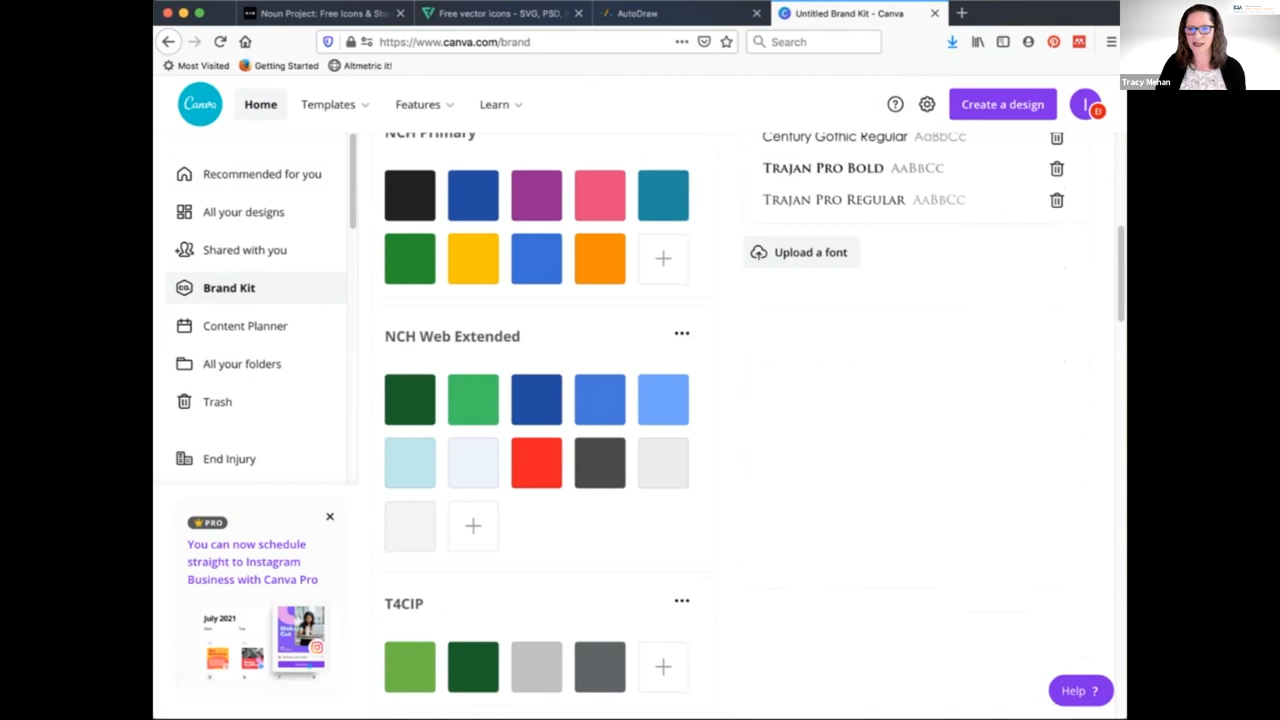 Noun Project: Free Icons & Sto
Free vector icons - SVG, PSD,
AutoDraw
Untitled Brand Kit - Canva
https://www.canva.com/brand
Search
Most Visited
Getting Started
Altmetric it!
Tracy Mehan
Canva
Home
Templates
Features
Learn
Create a design
I
Recommended for you
All your designs
Shared with you
CO.
Brand Kit
Content Planner
All your folders
Trash
End Injury
PRO
You can now schedule
straight to Instagram
Business with Canva Pro
July 2021
NCH Primary
NCH Web Extended
T4CIP
Century Gothic Regular AaBbCc
Trajan Pro Bold AaBbCc
Trajan Pro Regular AaBbCc
Upload a font
Help ?